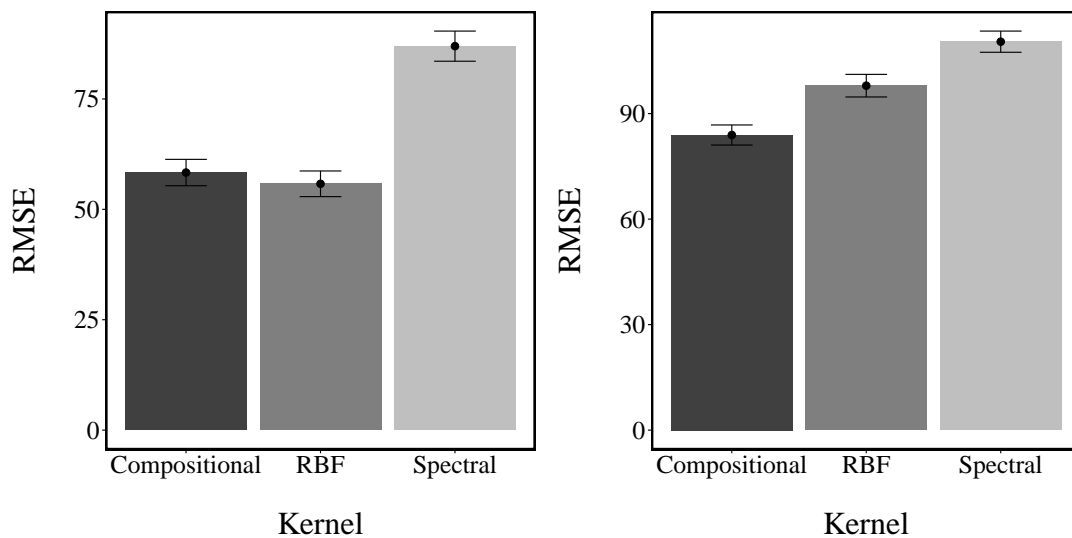 RMSE
75
50
25
0
Compositional RBF Spectral
Kernel
RMSE
90
60
30
0
Compositional RBF Spectral
Kernel